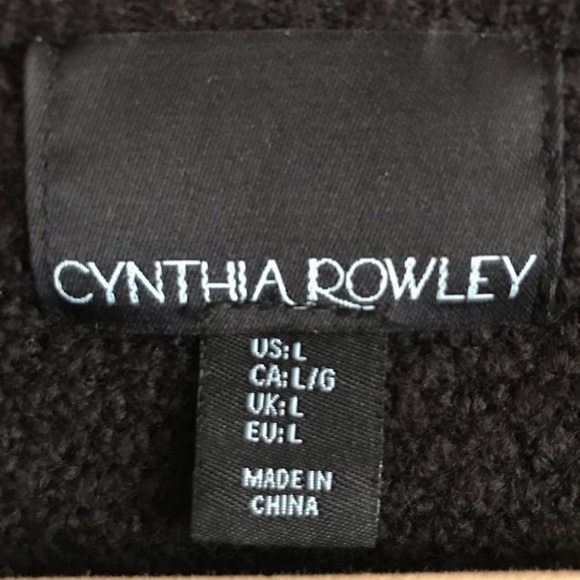 CYNTHIA ROWLEY
US: L
CA: L/G
UK: L
EU: L
MADE IN
CHINA